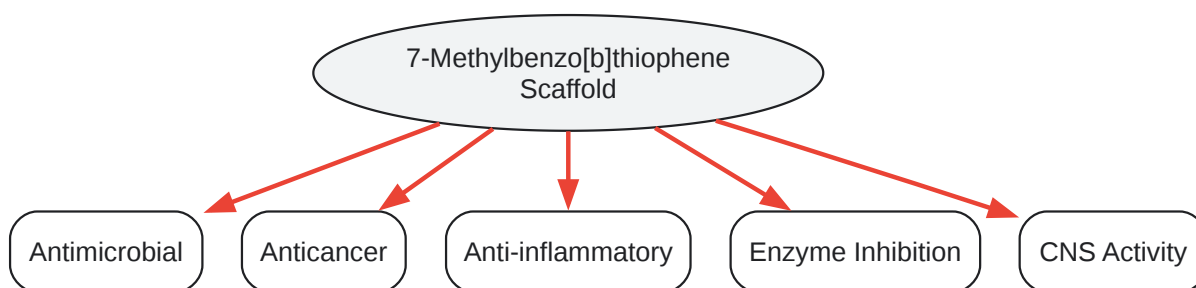 7-Methylbenzo[b]thiophene
Scaffold
Antimicrobial
Anticancer
Anti-inflammatory
Enzyme Inhibition
CNS Activity